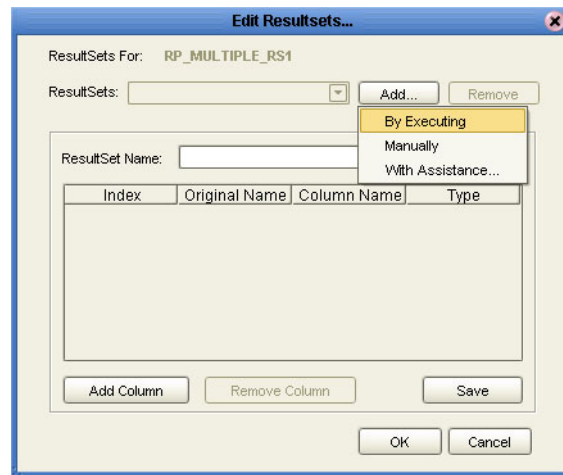 Edit Resultsets...
ResultSets For: RP_MULTIPLE_RS1
ResultSets: Add... Remove
By Executing
Manually
With Assistance...
ResultSet Name:
Index Original Name Column Name Type
Add Column Remove Column Save
OK Cancel